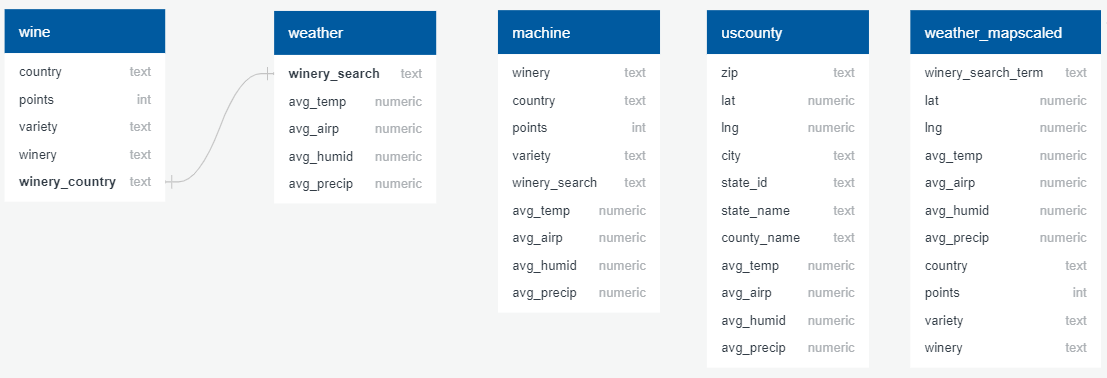 wine
country text
points int
variety text
winery text
winery_country text
weather
winery_search text
avg_temp numeric
avg_airp numeric
avg_humid numeric
avg_precip numeric
machine
winery text
country text
points int
variety text
winery_search text
avg_temp numeric
avg_airp numeric
avg_humid numeric
avg_precip numeric
uscounty
zip text
lat numeric
lng numeric
city text
state_id text
state_name text
county_name text
avg_temp numeric
avg_airp numeric
avg_humid numeric
avg_precip numeric
weather_mapscaled
winery_search_term text
lat numeric
lng numeric
avg_temp numeric
avg_airp numeric
avg_humid numeric
avg_precip numeric
country text
points int
variety text
winery text